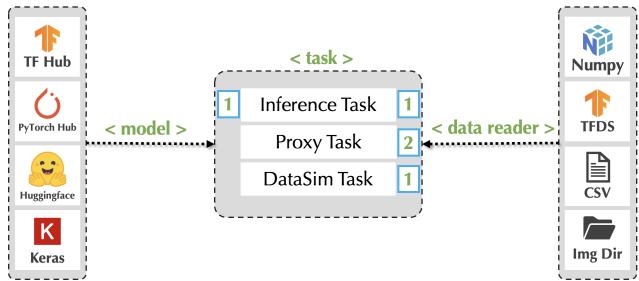 TF Hub
PyTorch Hub
Huggingface
K
Keras
< model >
< task >
1 Inference Task 1
Proxy Task 2
DataSim Task 1
< data reader >
Numpy
TFDS
CSV
Img Dir